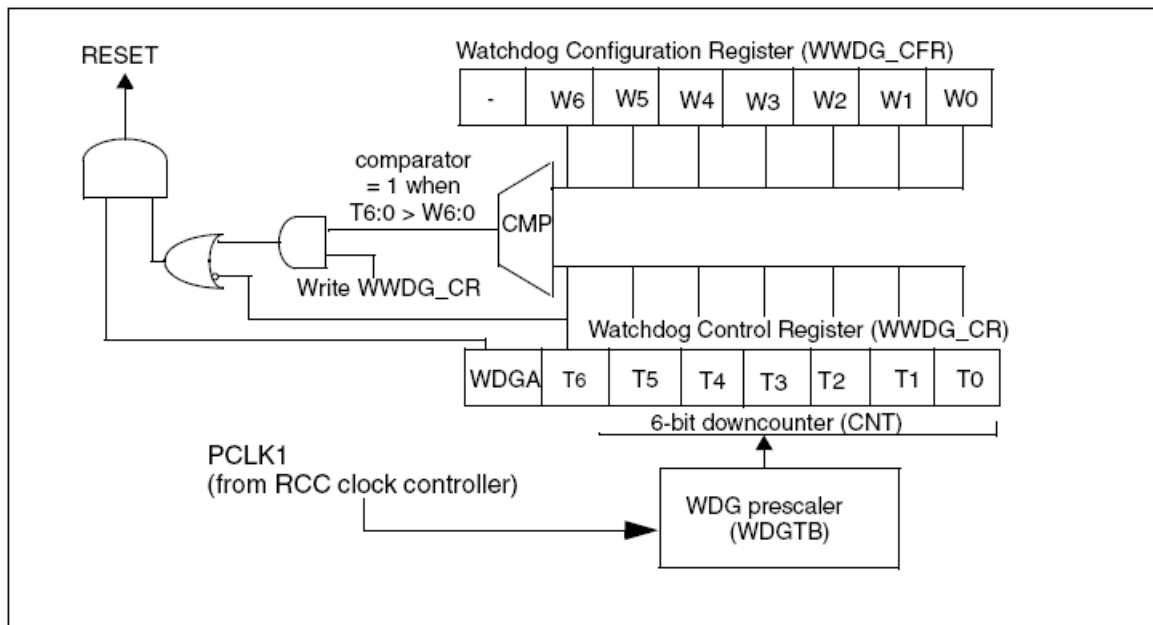 RESET
Watchdog Configuration Register (WWDG_CFR)
- W6 W5 W4 W3 W2 W1 W0
comparator
= 1 when
T6:0 > W6:0
CMP
Write WWDG_CR
Watchdog Control Register (WWDG_CR)
WDGA T6 T5 T4 T3 T2 T1 T0
6-bit downcounter (CNT)
PCLK1
(from RCC clock controller)
WDG prescaler
(WDGTB)